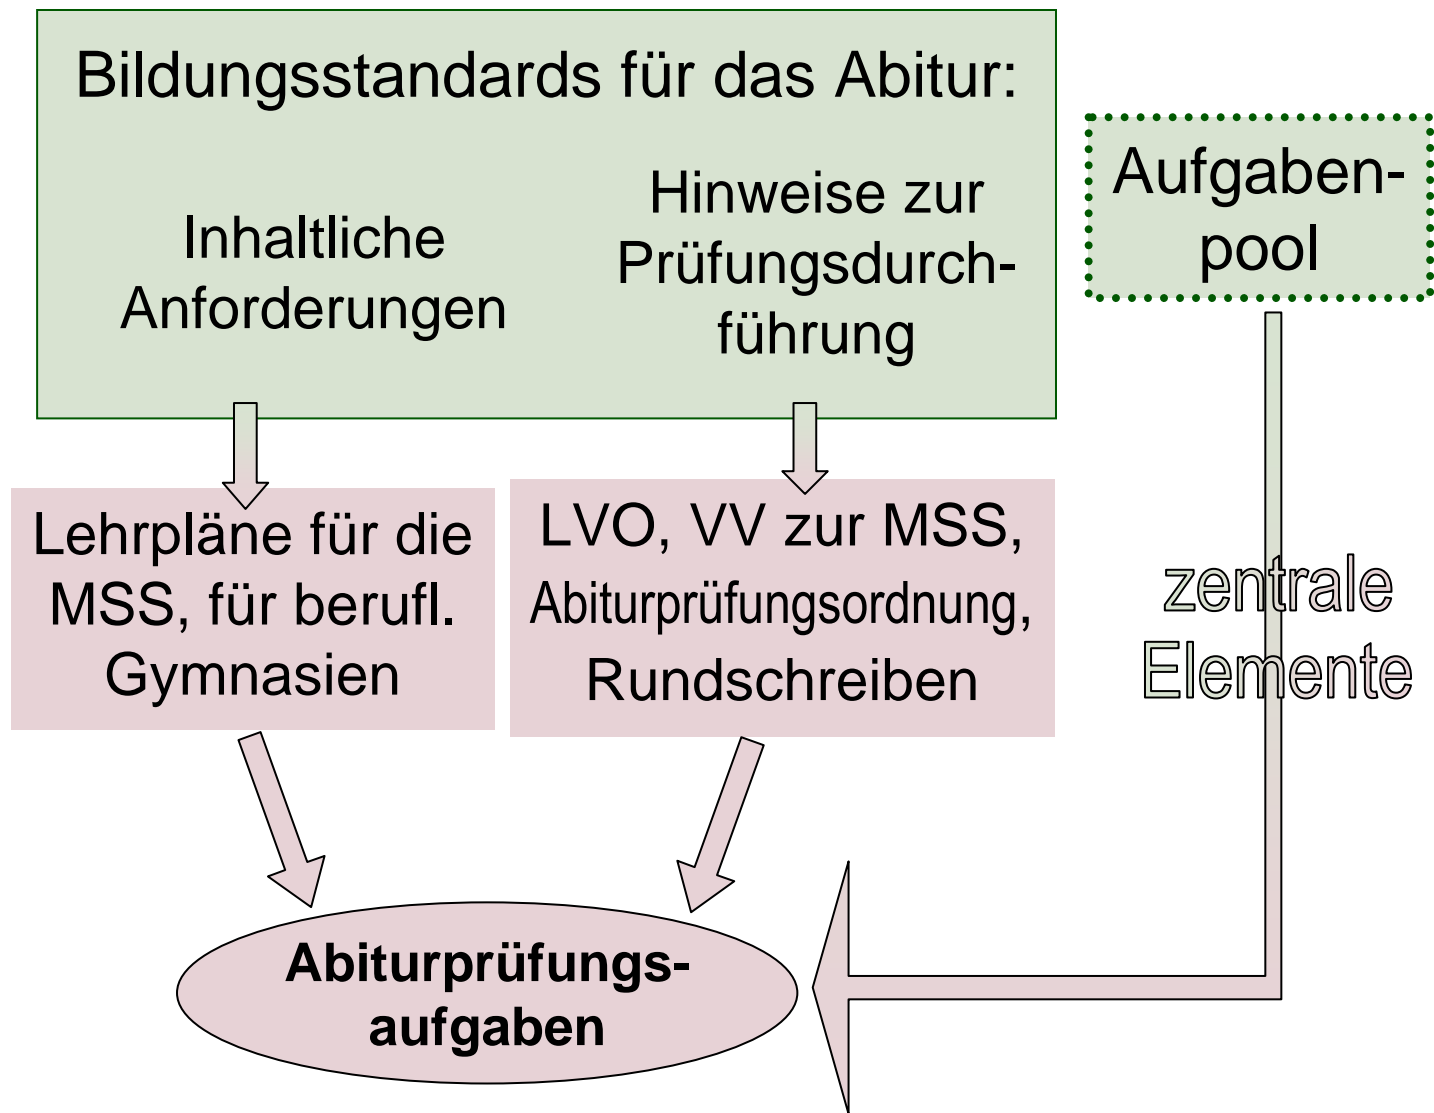 Bildungsstandards für das Abitur:
Inhaltliche
Anforderungen
Hinweise zur
Prüfungsdurch-
führung
Aufgaben-
pool
Lehrpläne für die
MSS, für berufl.
Gymnasien
LVO, VV zur MSS,
Abiturprüfungsordnung,
Rundschreiben
zentrale
Elemente
Abiturprüfungs-
aufgaben